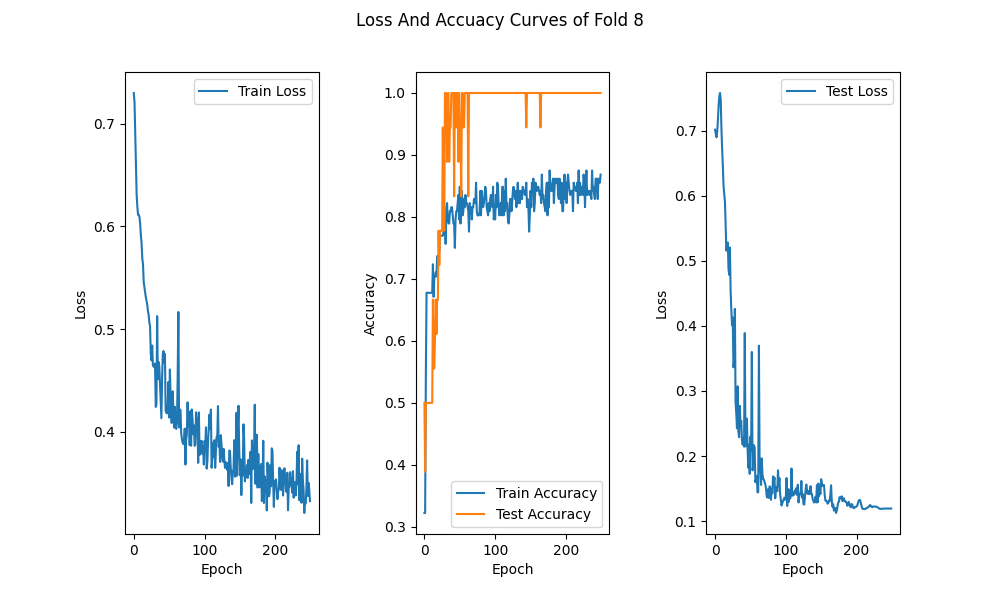 Loss And Accuacy Curves of Fold 8
Train Loss
0.7
0.6
0.5
0.4
Loss
0
100
200
Epoch
1.0
0.9
0.8
0.7
0.6
0.5
0.4
0.3
Accuracy
Train Accuracy
Test Accuracy
0
100
200
Epoch
Test Loss
0.7
0.6
0.5
0.4
0.3
0.2
0.1
Loss
0
100
200
Epoch